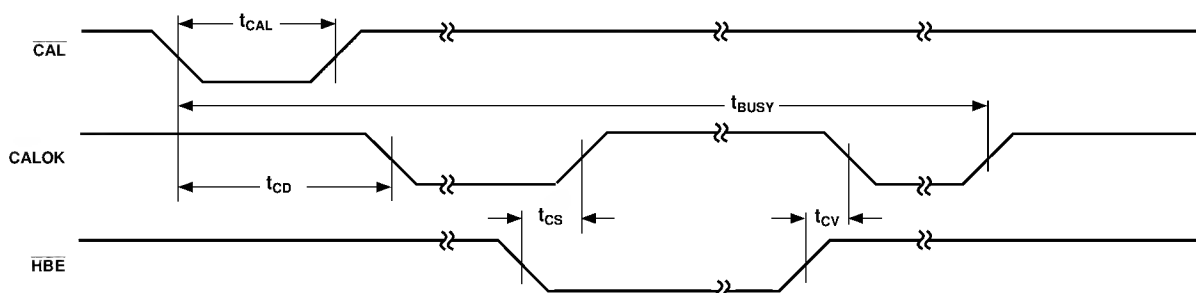 tCAL
CAL
tBUSY
CALOK
tCD
tCS
tCV
HBE